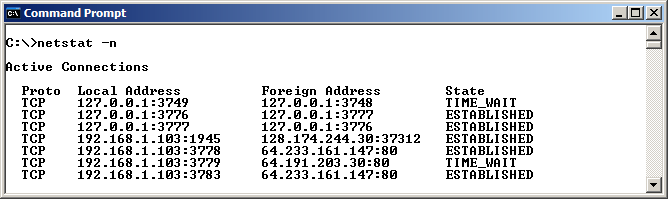 Command Prompt
C:\>netstat -n
Active Connections
Proto  Local Address          Foreign Address        State
TCP    127.0.0.1:3749         127.0.0.1:3748         TIME_WAIT
TCP    127.0.0.1:3776         127.0.0.1:3777         ESTABLISHED
TCP    127.0.0.1:3777         127.0.0.1:3776         ESTABLISHED
TCP    192.168.1.103:1945     128.174.244.30:37312   ESTABLISHED
TCP    192.168.1.103:3778     64.233.161.147:80      ESTABLISHED
TCP    192.168.1.103:3779     64.191.203.30:80       TIME_WAIT
TCP    192.168.1.103:3783     64.233.161.147:80      ESTABLISHED